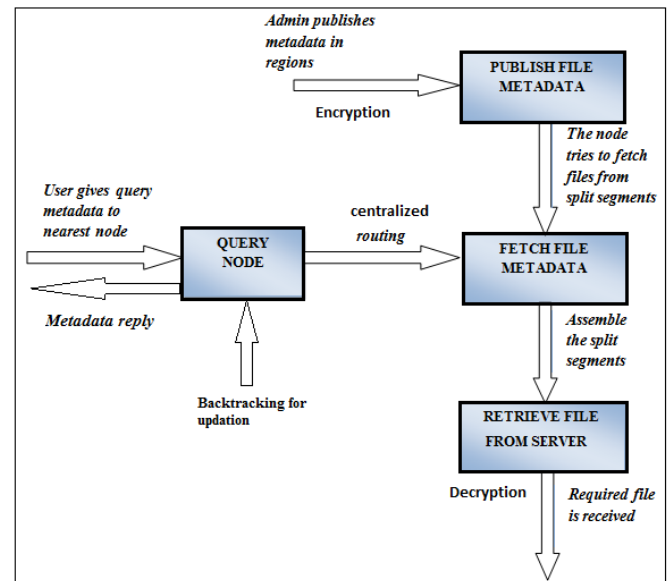 Admin publishes
metadata in
regions
Encryption
PUBLISH FILE
METADATA
The node
tries to fetch
files from
split segments
User gives query
metadata to
nearest node
QUERY
NODE
centralized
routing
FETCH FILE
METADATA
Metadata reply
Assemble
the split
segments
Backtracking for
updation
RETRIEVE FILE
FROM SERVER
Decryption
Required file
is received